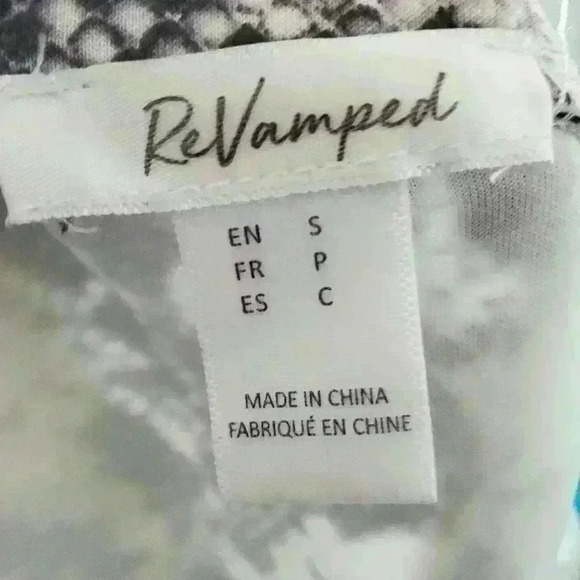 ReVamped
EN S
FR P
ES C
MADE IN CHINA
FABRIQUÉ EN CHINE